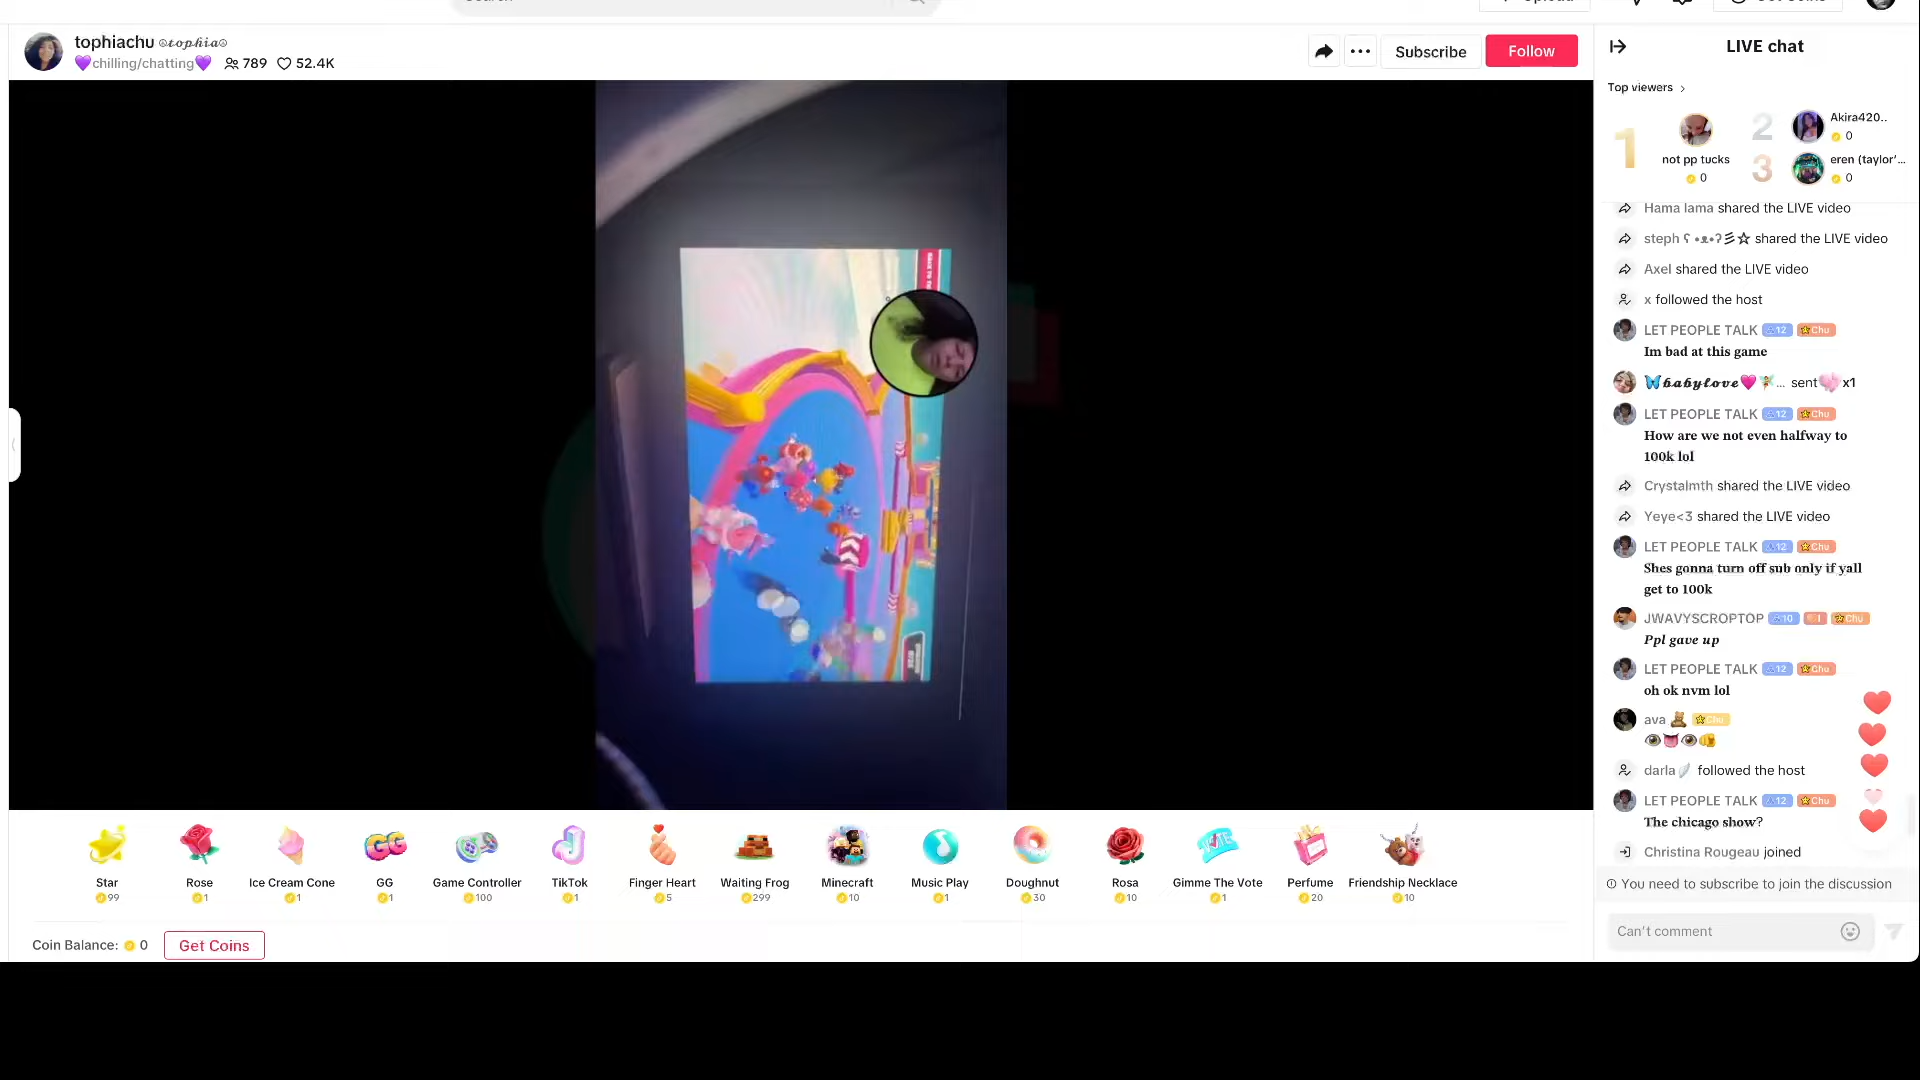 tophiachu ☮𝓽𝓸𝓹𝓱𝓲𝓪☮
💜chilling/chatting💜 789 52.4K
Subscribe
Follow
LIVE chat
Top viewers
1
not pp tucks
0
2
Akira420..
0
3
eren (taylor'...
0
Hama lama shared the LIVE video
steph ʕ •ᴥ•ʔ彡☆ shared the LIVE video
Axel shared the LIVE video
x followed the host
LET PEOPLE TALK 12 Chu
Im bad at this game
🦋𝓫𝓪𝓫𝔂𝓵𝓸𝓿𝓮💗🧚... sent x1
LET PEOPLE TALK 12 Chu
How are we not even halfway to
100k lol
Crystalmth shared the LIVE video
Yeye<3 shared the LIVE video
LET PEOPLE TALK 12 Chu
Shes gonna turn off sub only if yall
get to 100k
JWAVYSCROPTOP 10 1 Chu
Ppl gave up
LET PEOPLE TALK 12 Chu
oh ok nvm lol
ava 🧸 Chu
👁👅👁🫵
darla🪽 followed the host
LET PEOPLE TALK 12 Chu
The chicago show?
Christina Rougeau joined
You need to subscribe to join the discussion
Can't comment
Star
99
Rose
1
Ice Cream Cone
1
GG
1
Game Controller
100
TikTok
1
Finger Heart
5
Waiting Frog
299
Minecraft
10
Music Play
1
Doughnut
30
Rosa
10
Gimme The Vote
1
Perfume
20
Friendship Necklace
10
Coin Balance: 0
Get Coins